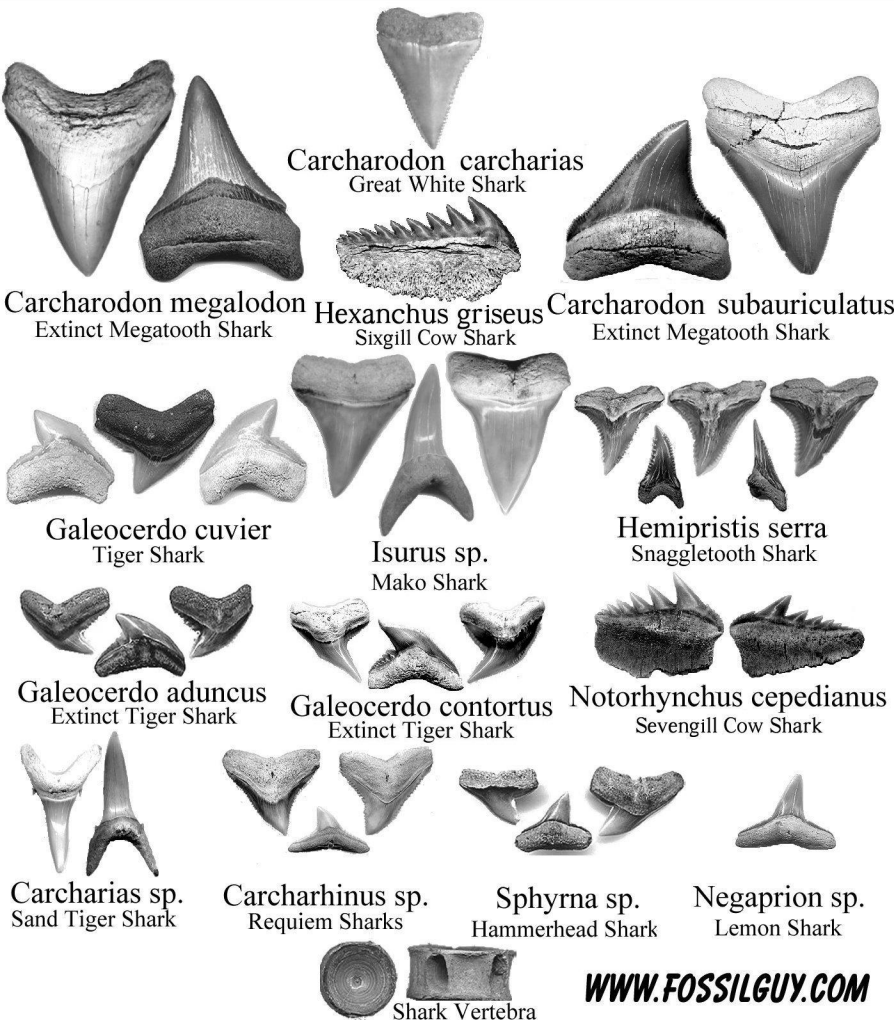 Carcharodon carcharias
Great White Shark
Carcharodon megalodon
Extinct Megatooth Shark
Hexanchus griseus
Sixgill Cow Shark
Carcharodon subauriculatus
Extinct Megatooth Shark
Galeocerdo cuvier
Tiger Shark
Isurus sp.
Mako Shark
Hemipristis serra
Snaggletooth Shark
Galeocerdo aduncus
Extinct Tiger Shark
Galeocerdo contortus
Extinct Tiger Shark
Notorhynchus cepedianus
Sevengill Cow Shark
Carcharias sp.
Sand Tiger Shark
Carcharhinus sp.
Requiem Sharks
Sphyrna sp.
Hammerhead Shark
Negaprion sp.
Lemon Shark
Shark Vertebra
WWW.FOSSILGUY.COM